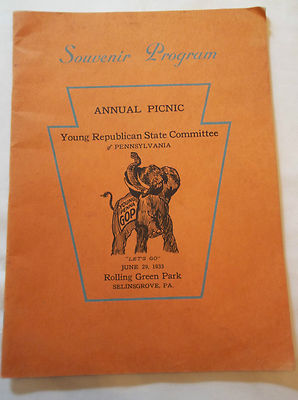 Souvenir Program
ANNUAL PICNIC
Young Republican State Committee
of PENNSYLVANIA
GOP
"LET'S GO"
JUNE 29, 1933
Rolling Green Park
SELINSGROVE, PA.